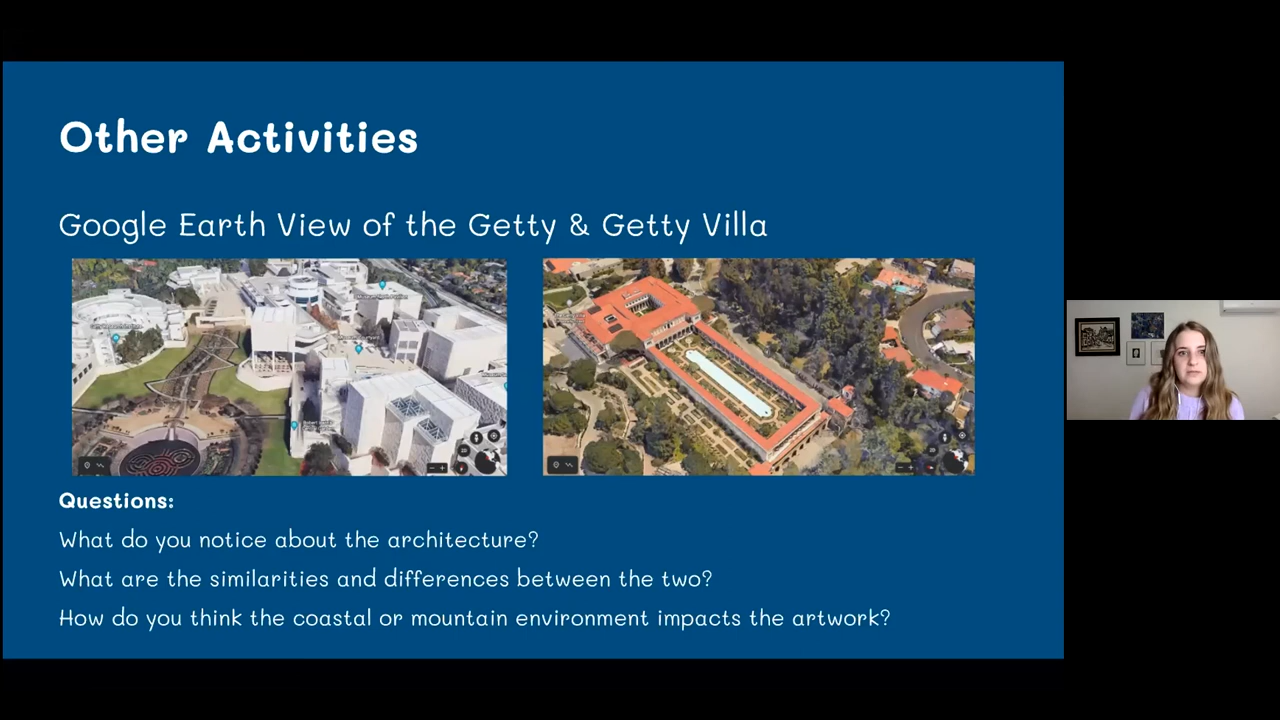 Other Activities
Google Earth View of the Getty & Getty Villa
Questions:
What do you notice about the architecture?
What are the similarities and differences between the two?
How do you think the coastal or mountain environment impacts the artwork?